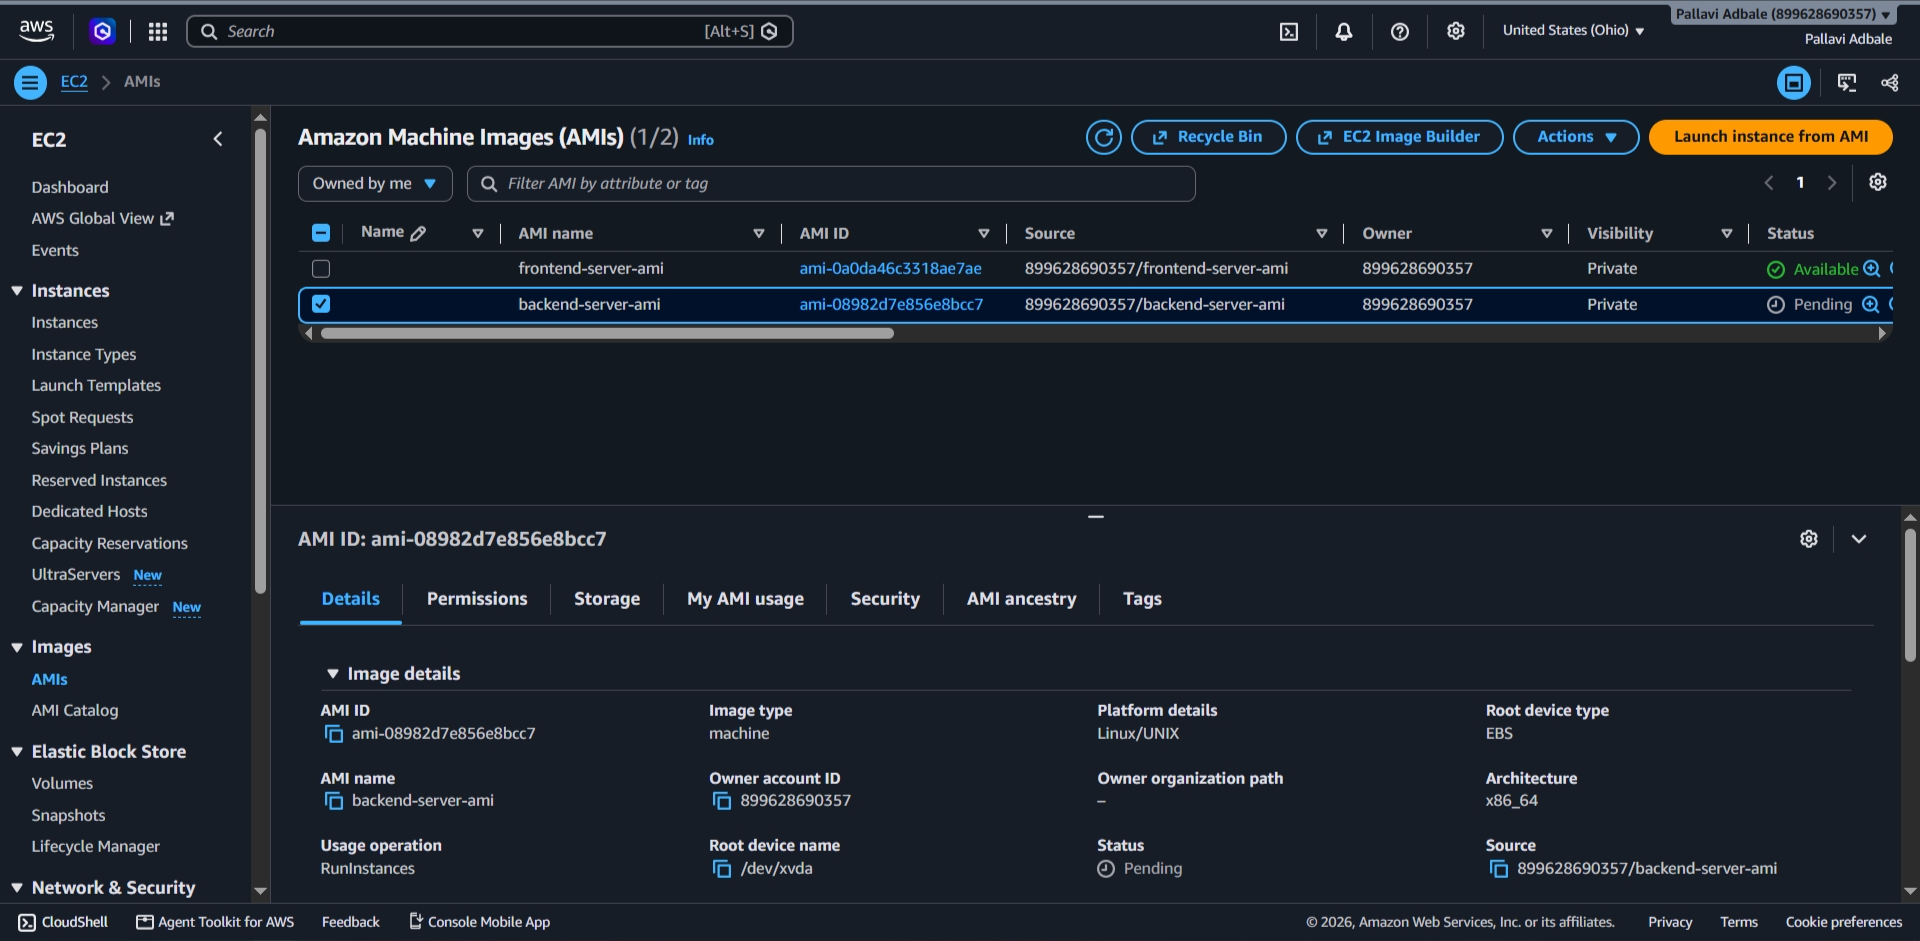 aws
Search [Alt+S]
United States (Ohio)
Pallavi Adbale (899628690357)
Pallavi Adbale
EC2 > AMIs
EC2
Dashboard
AWS Global View
Events
Instances
Instances
Instance Types
Launch Templates
Spot Requests
Savings Plans
Reserved Instances
Dedicated Hosts
Capacity Reservations
UltraServers New
Capacity Manager New
Images
AMIs
AMI Catalog
Elastic Block Store
Volumes
Snapshots
Lifecycle Manager
Network & Security
Amazon Machine Images (AMIs) (1/2) Info
Recycle Bin
EC2 Image Builder
Actions
Launch instance from AMI
Owned by me
Filter AMI by attribute or tag
1
Name AMI name AMI ID Source Owner Visibility Status
frontend-server-ami ami-0a0da46c3318ae7ae 899628690357/frontend-server-ami 899628690357 Private Available
backend-server-ami ami-08982d7e856e8bcc7 899628690357/backend-server-ami 899628690357 Private Pending
AMI ID: ami-08982d7e856e8bcc7
Details Permissions Storage My AMI usage Security AMI ancestry Tags
Image details
AMI ID Image type Platform details Root device type
ami-08982d7e856e8bcc7 machine Linux/UNIX EBS
AMI name Owner account ID Owner organization path Architecture
backend-server-ami 899628690357 – x86_64
Usage operation Root device name Status Source
RunInstances /dev/xvda Pending 899628690357/backend-server-ami
CloudShell Agent Toolkit for AWS Feedback Console Mobile App © 2026, Amazon Web Services, Inc. or its affiliates. Privacy Terms Cookie preferences